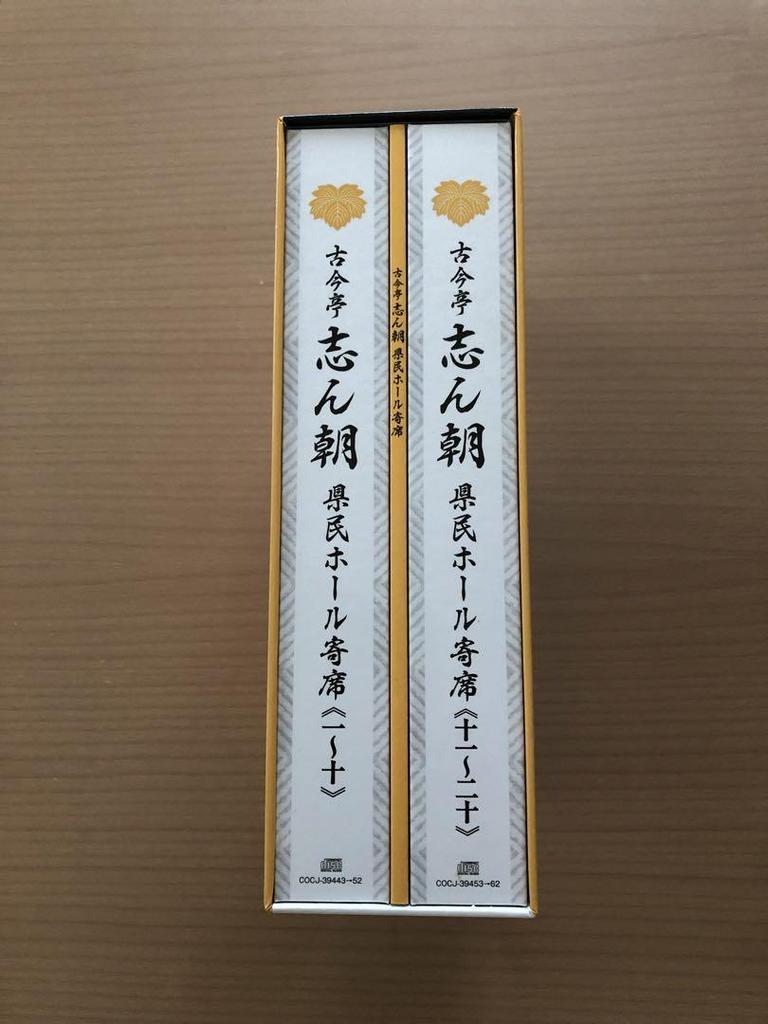 古今亭 志ん朝 県民ホール寄席《十一〜二十》
COCJ-39453→62
古今亭 志ん朝 県民ホール寄席
古今亭 志ん朝 県民ホール寄席《一〜十》
COCJ-39443→52